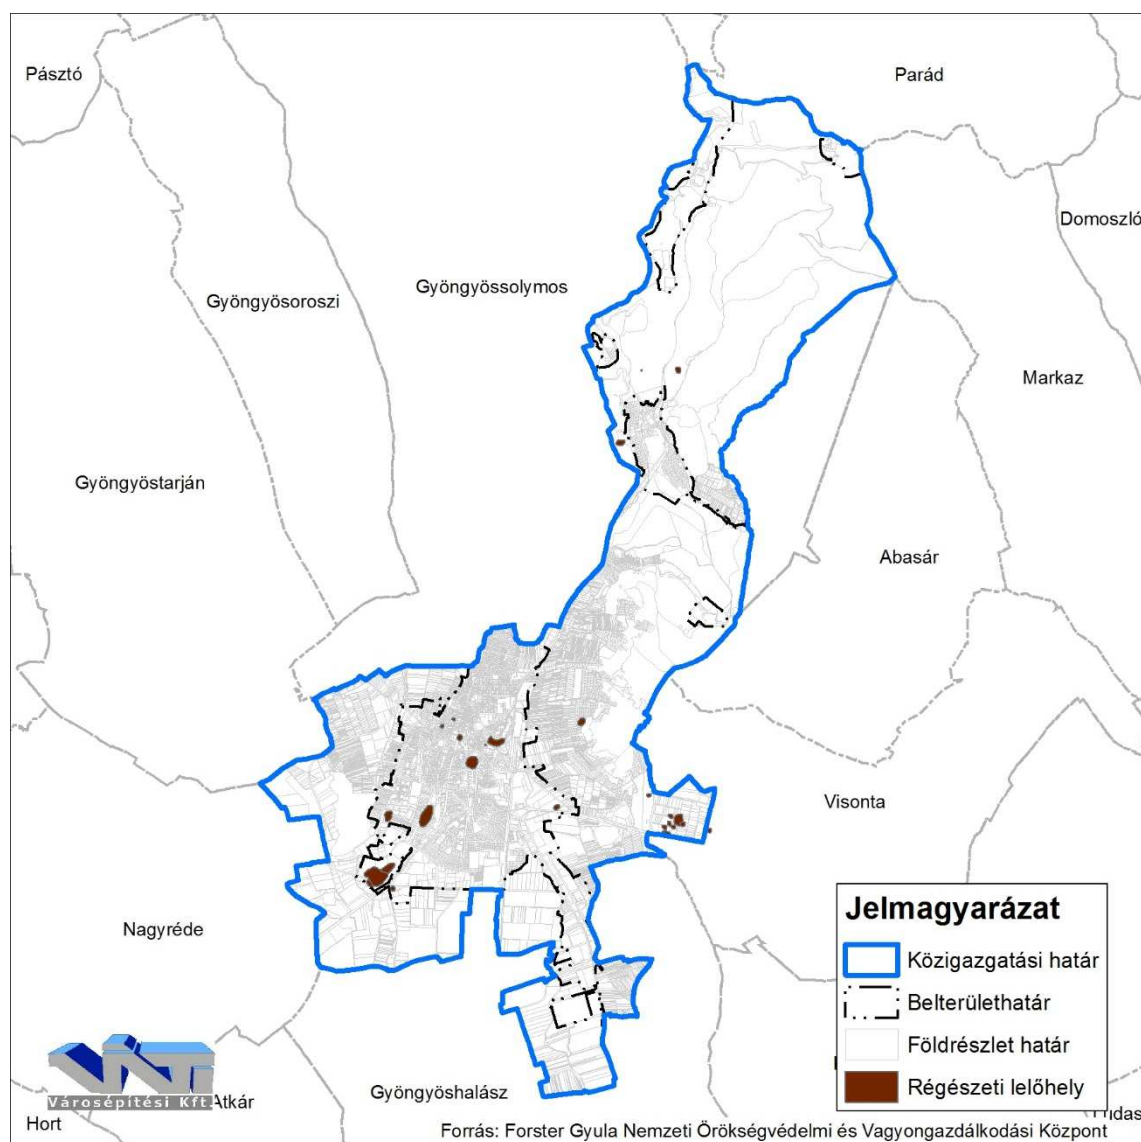 Pásztó
Parád
Domoszló
Gyöngyösoroszi
Gyöngyössolymos
Markaz
Gyöngyöstarján
Abasár
Visonta
Nagyréde
Jelmagyarázat
Közigazgatási határ
Belterülethatár
Földrészlet határ
Régészeti lelőhely
Gyöngyöshalász
Városépítési Kft.
Atkár
Hort
Forrás: Forster Gyula Nemzeti Örökségvédelmi és Vagyongazdálkodási Központ